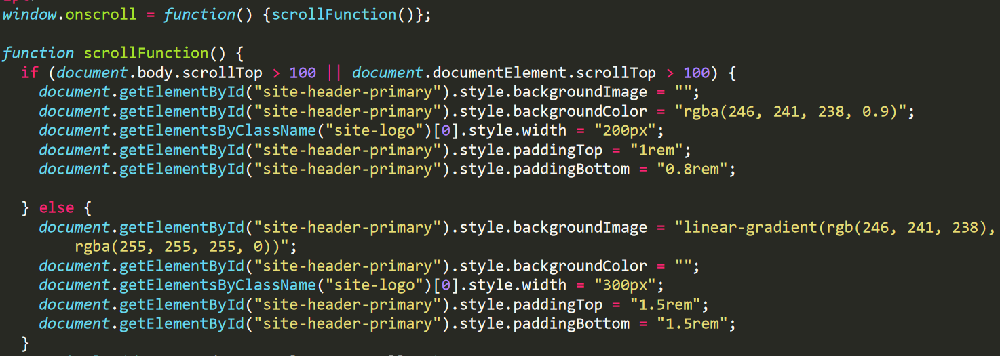 window.onscroll = function() {scrollFunction()};
function scrollFunction() {
if (document.body.scrollTop > 100 || document.documentElement.scrollTop > 100) {
document.getElementById("site-header-primary").style.backgroundImage = "";
document.getElementById("site-header-primary").style.backgroundColor = "rgba(246, 241, 238, 0.9)";
document.getElementsByClassName("site-logo")[0].style.width = "200px";
document.getElementById("site-header-primary").style.paddingTop = "1rem";
document.getElementById("site-header-primary").style.paddingBottom = "0.8rem";
} else {
document.getElementById("site-header-primary").style.backgroundImage = "linear-gradient(rgb(246, 241, 238),
rgba(255, 255, 255, 0))";
document.getElementById("site-header-primary").style.backgroundColor = "";
document.getElementsByClassName("site-logo")[0].style.width = "300px";
document.getElementById("site-header-primary").style.paddingTop = "1.5rem";
document.getElementById("site-header-primary").style.paddingBottom = "1.5rem";
}